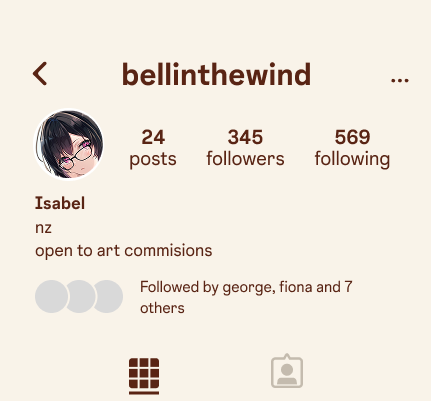 bellinthewind
...
24 345 569
posts followers following
Isabel
nz
open to art commisions
Followed by george, fiona and 7
others